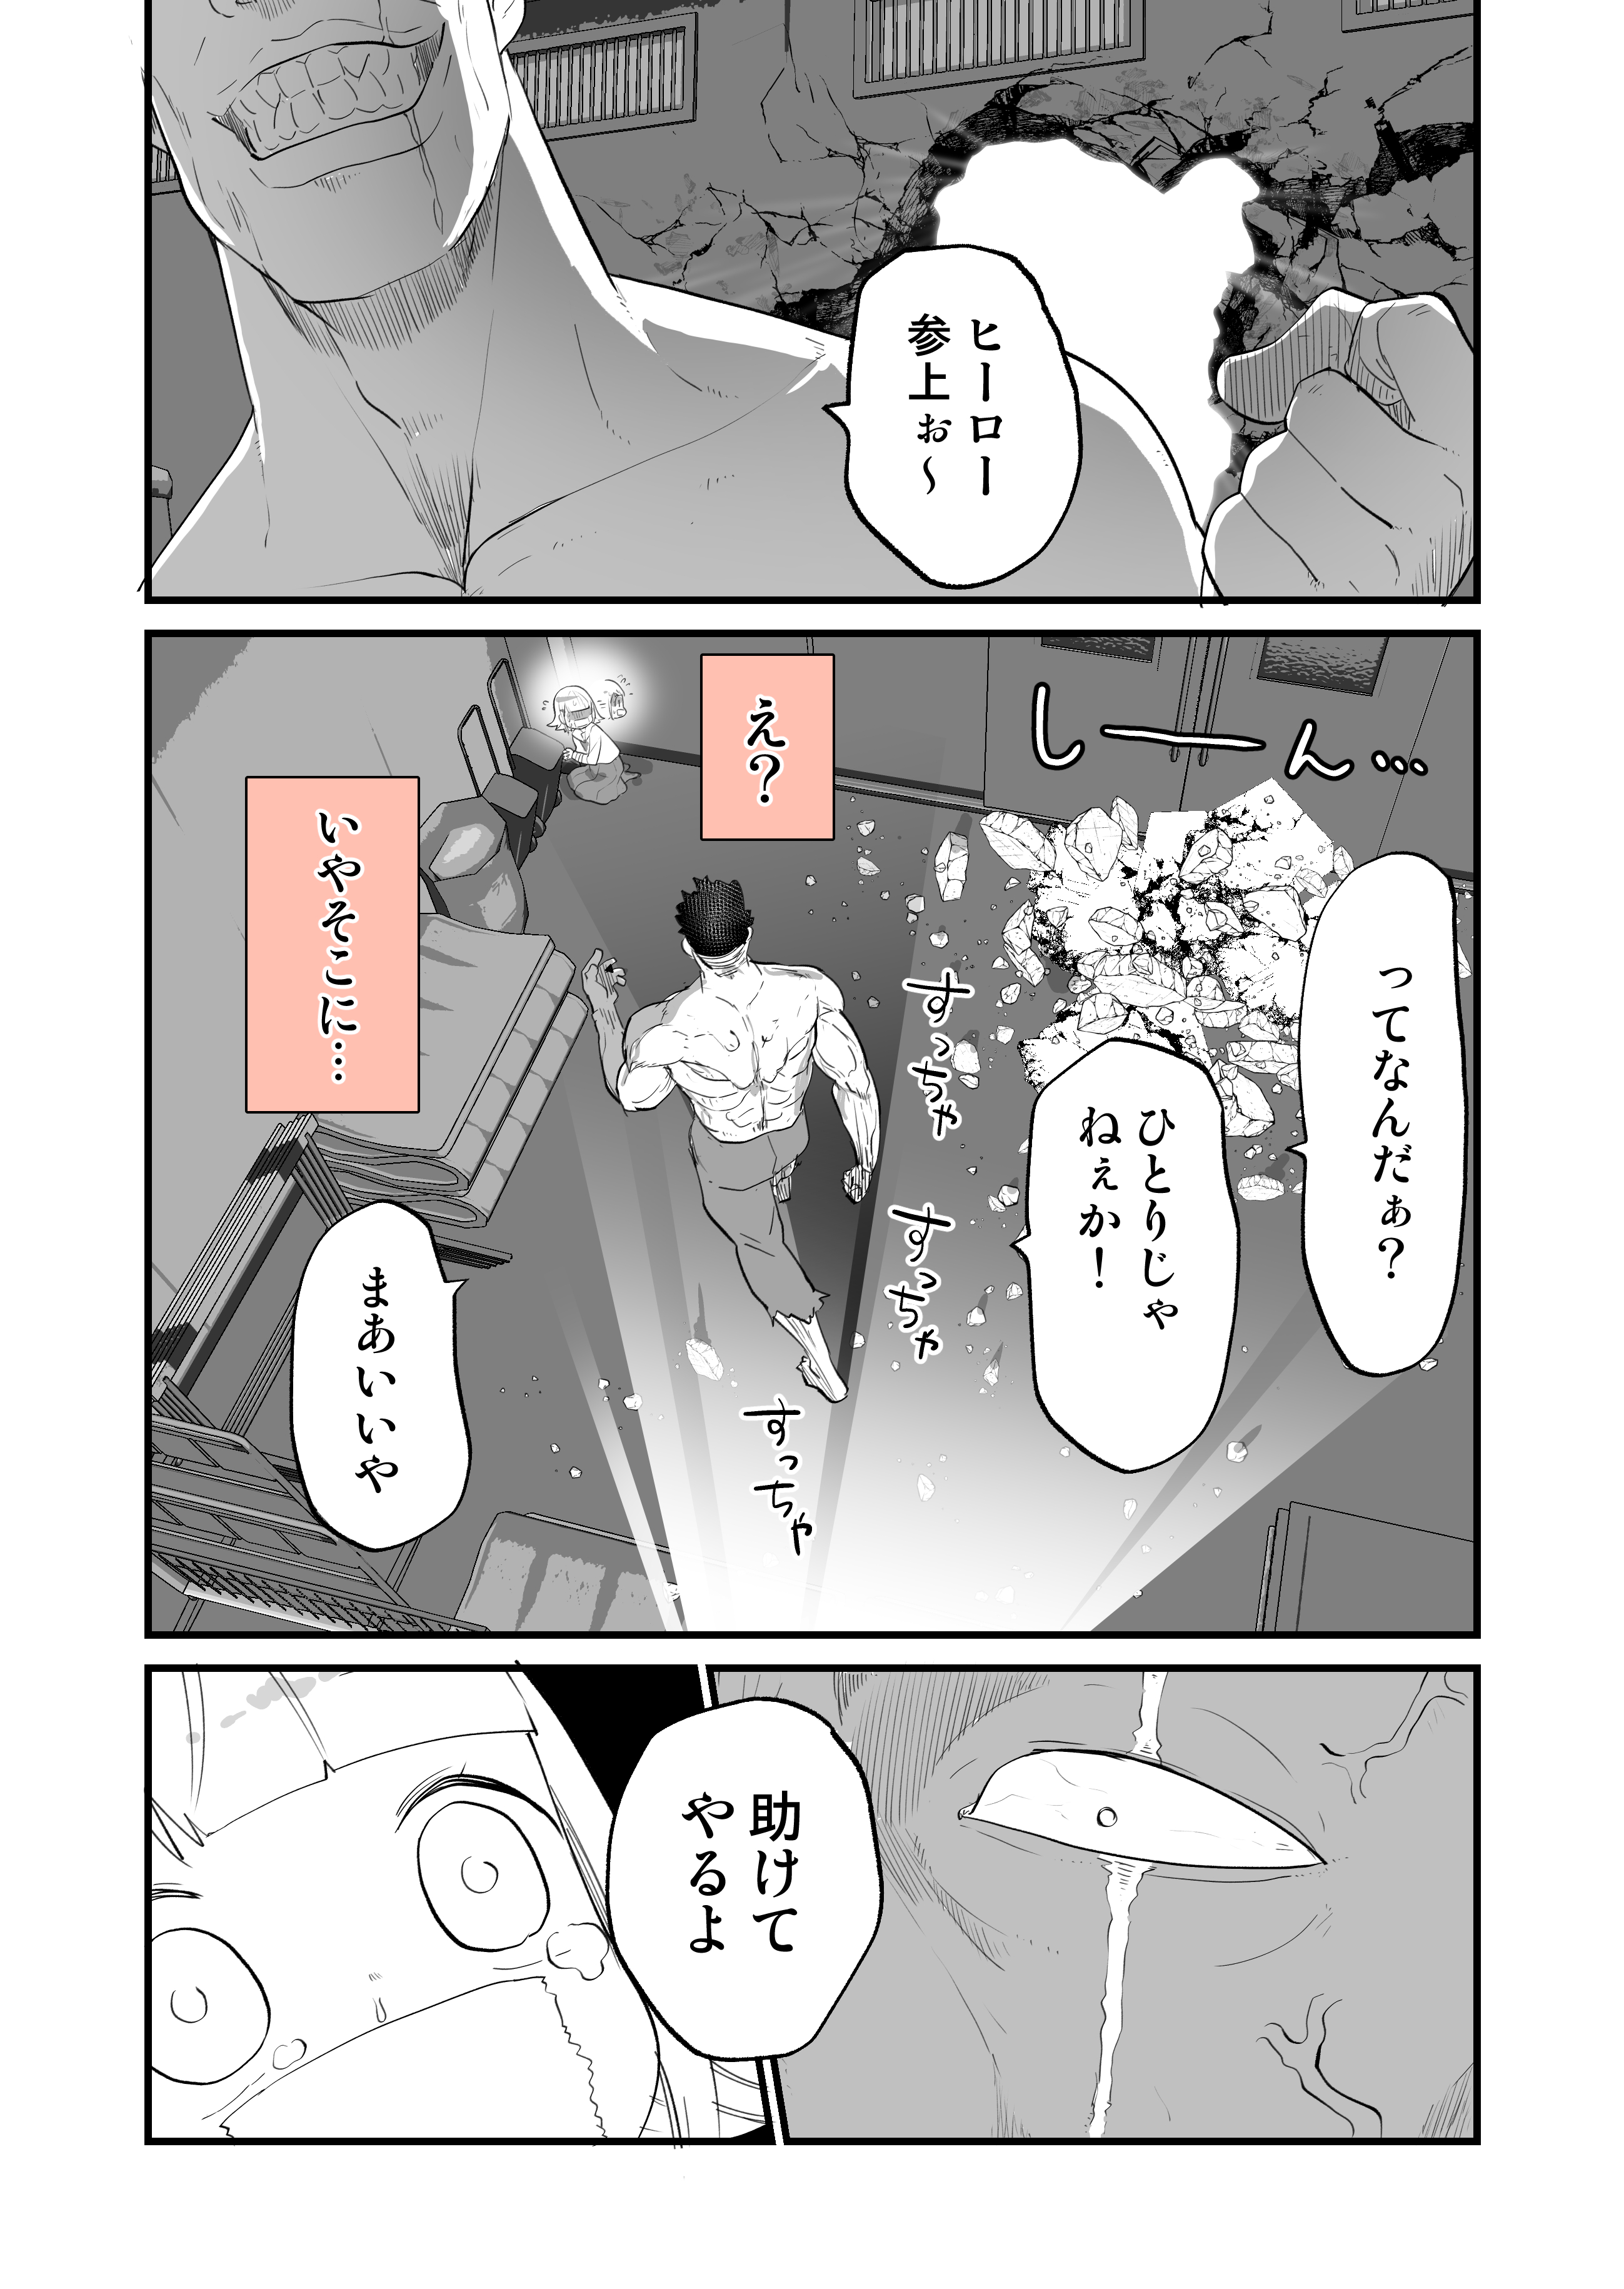 ヒーロー
参上ぉ～
しーん…
ってなんだぁ？
ひとりじゃ
ねぇか！
え？
すっちゃ
すっちゃ
すっちゃ
いやそこに…
まあいいや
助けて
やるよ